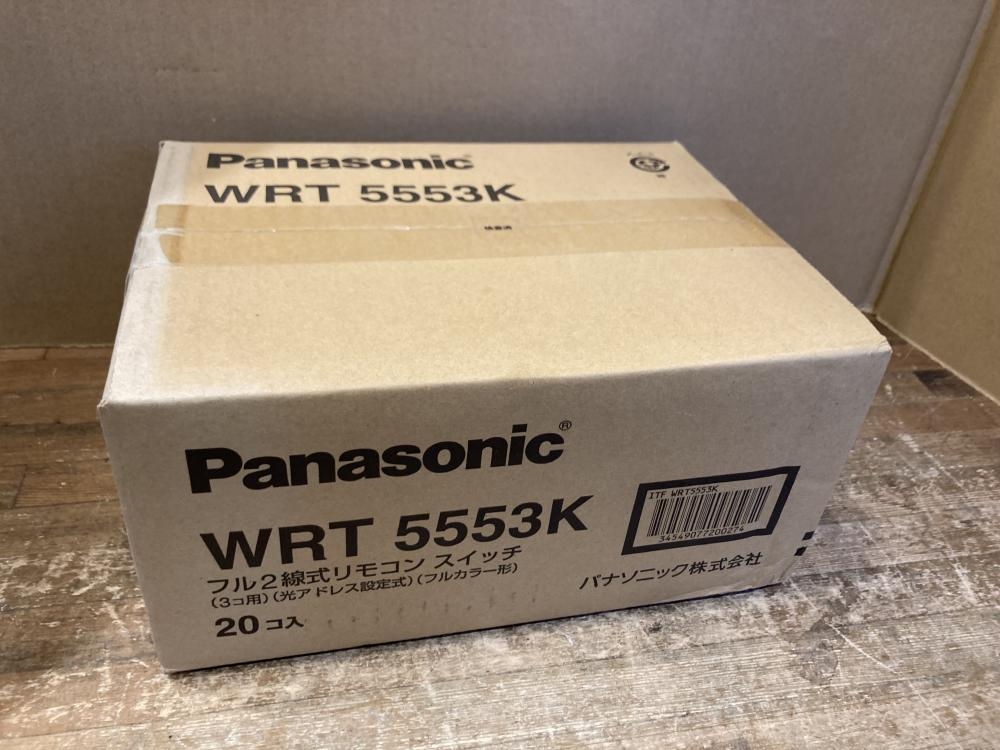 Panasonic
WRT 5553K
Panasonic®
WRT 5553K
フル2線式リモコン スイッチ
(3コ用)(光アドレス設定式)(フルカラー形)
20コ入
ITF WRT5553K
34549077200274
パナソニック株式会社